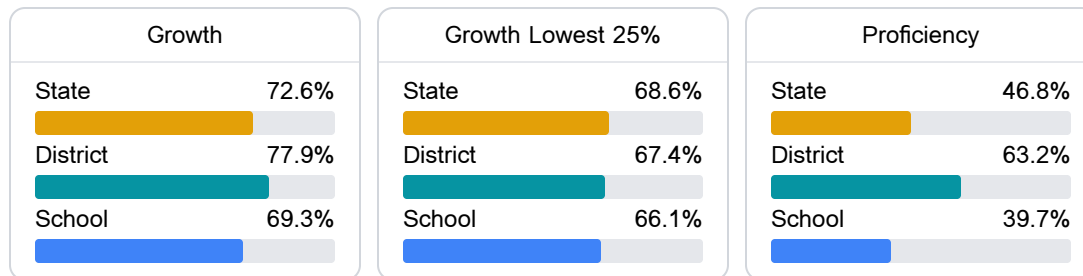 Growth
State 72.6%
District 77.9%
School 69.3%
Growth Lowest 25%
State 68.6%
District 67.4%
School 66.1%
Proficiency
State 46.8%
District 63.2%
School 39.7%